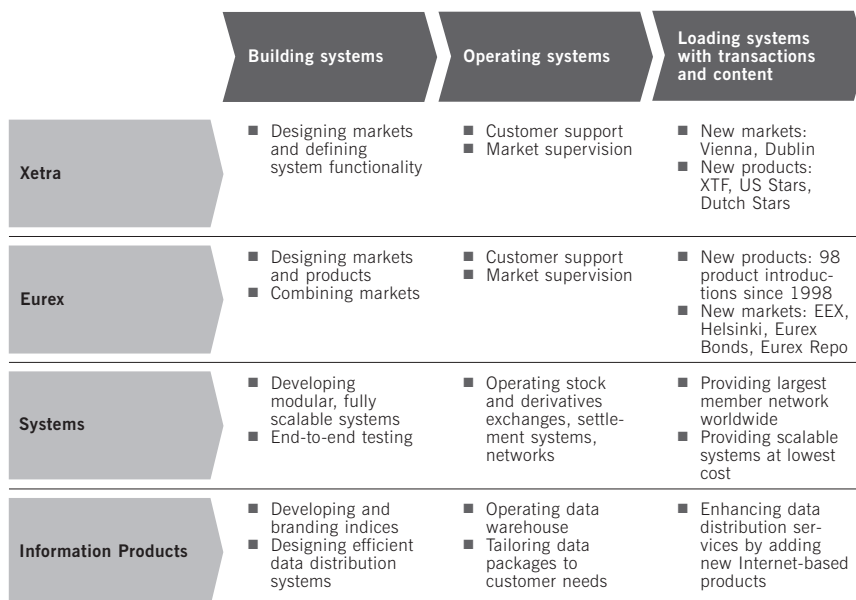 Building systems
Operating systems
Loading systems
with transactions
and content
Xetra
■ Designing markets
and defining
system functionality
■ Customer support
■ Market supervision
■ New markets:
Vienna, Dublin
■ New products:
XTF, US Stars,
Dutch Stars
Eurex
■ Designing markets
and products
■ Combining markets
■ Customer support
■ Market supervision
■ New products: 98
product introduc-
tions since 1998
■ New markets: EEX,
Helsinki, Eurex
Bonds, Eurex Repo
Systems
■ Developing
modular, fully
scalable systems
■ End-to-end testing
■ Operating stock
and derivatives
exchanges, settle-
ment systems,
networks
■ Providing largest
member network
worldwide
■ Providing scalable
systems at lowest
cost
Information Products
■ Developing and
branding indices
■ Designing efficient
data distribution
systems
■ Operating data
warehouse
■ Tailoring data
packages to
customer needs
■ Enhancing data
distribution ser-
vices by adding
new Internet-based
products